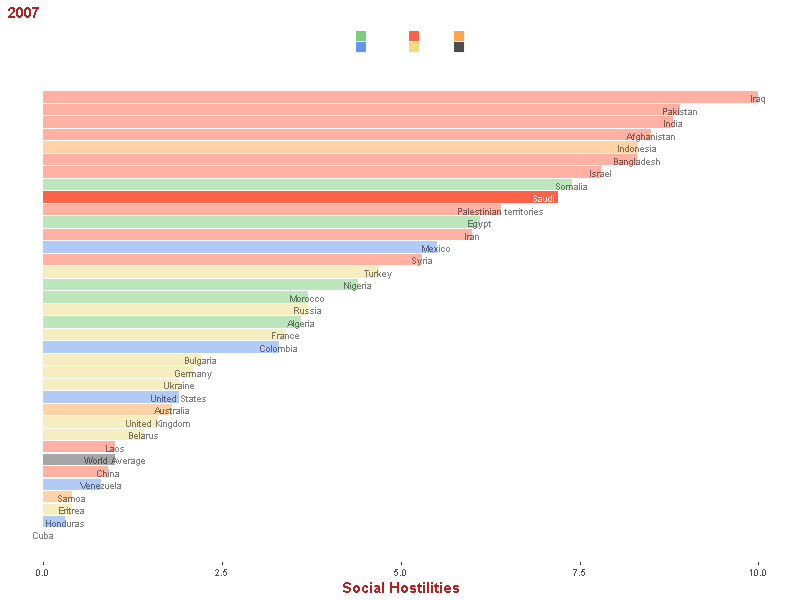 2007
Iraq
Pakistan
India
Afghanistan
Indonesia
Bangladesh
Israel
Somalia
Saudi
Palestinian territories
Egypt
Iran
Mexico
Syria
Turkey
Nigeria
Morocco
Russia
Algeria
France
Colombia
Bulgaria
Germany
Ukraine
United States
Australia
United Kingdom
Belarus
Laos
World Average
China
Venezuela
Samoa
Eritrea
Honduras
Cuba
0.0 2.5 5.0 7.5 10.0
Social Hostilities